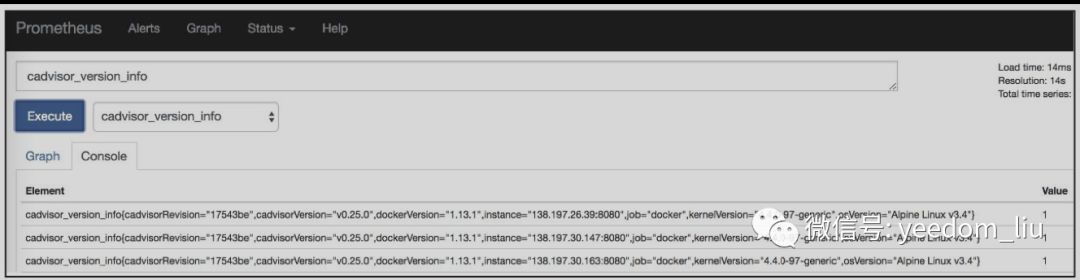 Prometheus Alerts Graph Status Help
cadvisor_version_info
Load time: 14ms
Resolution: 14s
Total time series:
Execute cadvisor_version_info
Graph Console
Element Value
cadvisor_version_info{cadvisorRevision="17543be",cadvisorVersion="v0.25.0",dockerVersion="1.13.1",instance="138.197.26.39:8080",job="docker",kernelVersion= 97-generic",osVersion="Alpine Linux v3.4"} 1
cadvisor_version_info{cadvisorRevision="17543be",cadvisorVersion="v0.25.0",dockerVersion="1.13.1",instance="138.197.30.147:8080",job="docker",kernelVersion= "Alpine Linux v3.4"} 1
cadvisor_version_info{cadvisorRevision="17543be",cadvisorVersion="v0.25.0",dockerVersion="1.13.1",instance="138.197.30.163:8080",job="docker",kernelVersion="4.4.0-97-generic",osVersion="Alpine Linux v3.4"} 1
微信号: yeedom_liu